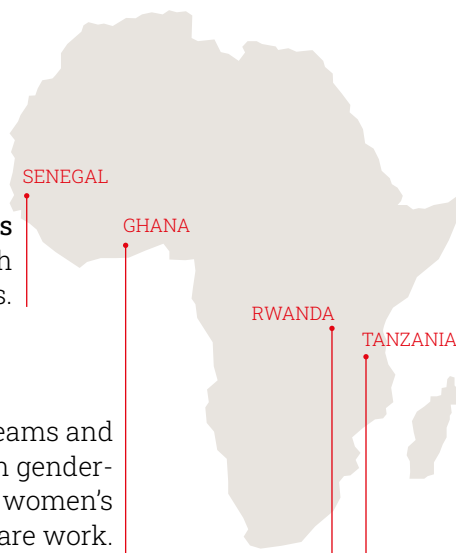 SENEGAL
s
GHANA
h
s.
RWANDA
TANZANIA
eams and
n gender-
women's
are work.